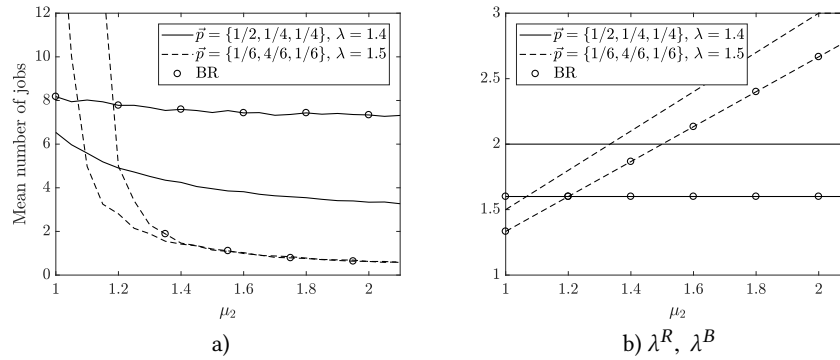 12
10
8
6
4
2
0
Mean number of jobs
p⃗ = {1/2, 1/4, 1/4}, λ = 1.4
p⃗ = {1/6, 4/6, 1/6}, λ = 1.5
BR
1 1.2 1.4 1.6 1.8 2
μ₂
a)
3
2.5
2
1.5
1
p⃗ = {1/2, 1/4, 1/4}, λ = 1.4
p⃗ = {1/6, 4/6, 1/6}, λ = 1.5
BR
1 1.2 1.4 1.6 1.8 2
μ₂
b) λᴿ, λᴮ